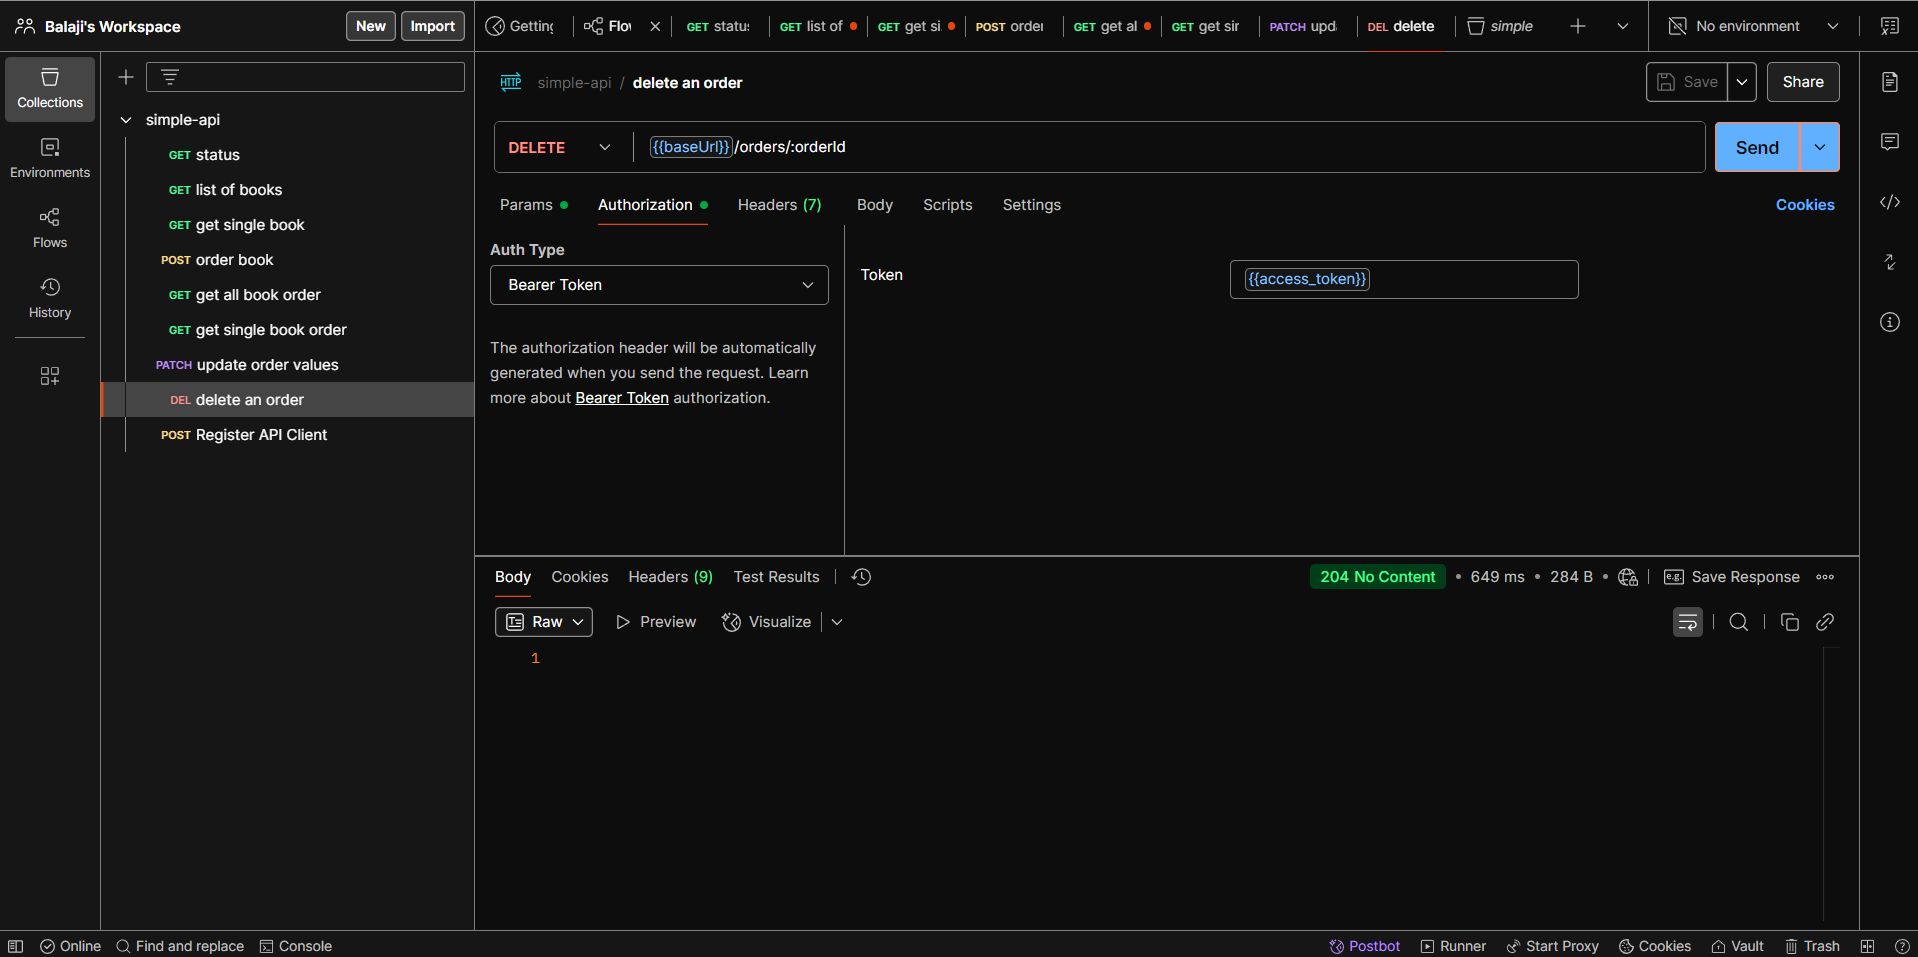 Balaji's Workspace
New
Import
Getting
Flo
GET status
GET list of
GET get si
POST order
GET get al
GET get sir
PATCH upd
DEL delete
simple
No environment
Collections
Environments
Flows
History
simple-api
GET status
GET list of books
GET get single book
POST order book
GET get all book order
GET get single book order
PATCH update order values
DEL delete an order
POST Register API Client
HTTP simple-api / delete an order
Save
Share
DELETE {{baseUrl}}/orders/:orderId
Send
Params
Authorization
Headers (7)
Body
Scripts
Settings
Cookies
Auth Type
Bearer Token
The authorization header will be automatically
generated when you send the request. Learn
more about Bearer Token authorization.
Token
{{access_token}}
Body
Cookies
Headers (9)
Test Results
204 No Content • 649 ms • 284 B •
e.g. Save Response
Raw
Preview
Visualize
1
Online
Find and replace
Console
Postbot
Runner
Start Proxy
Cookies
Vault
Trash